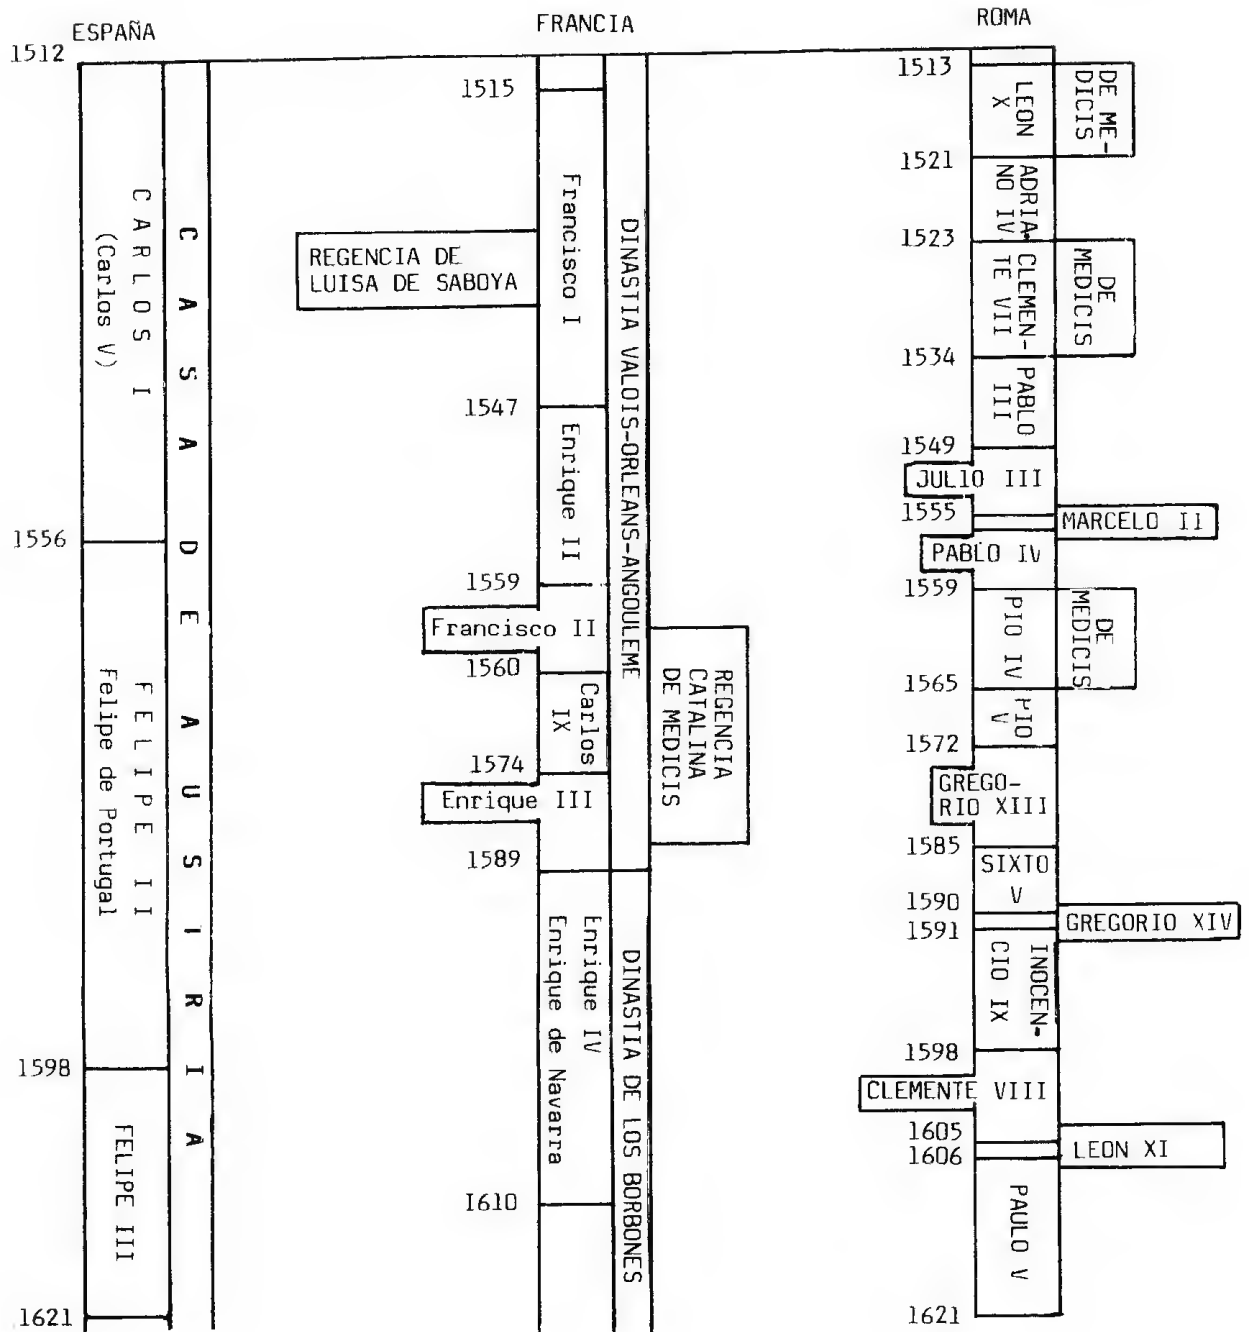 ESPAÑA
1512
CARLOS I
(Carlos V)
1556
FELIPE II
Felipe de Portugal
1598
FELIPE III
1621
CASA DE AUSTRIA
FRANCIA
1515
Francisco I
REGENCIA DE
LUISA DE SABOYA
1547
Enrique II
1559
Francisco II
1560
Carlos
IX
1574
Enrique III
1589
Enrique IV
Enrique de Navarra
1610
DINASTIA VALOIS-ORLEANS-ANGOULEME
REGENCIA
CATALINA
DE MEDICIS
DINASTIA DE LOS BORBONES
ROMA
1513
LEON
X
DE ME-
DICIS
1521
ADRIA-
NO IV
1523
CLEMEN-
TE VII
DE
MEDICIS
1534
PABLO
III
1549
JULIO III
1555
MARCELO II
PABLO IV
1559
PIO IV
DE
MEDICIS
1565
PIO
V
1572
GREGO-
RIO XIII
1585
SIXTO
V
1590
GREGORIO XIV
1591
INOCEN-
CIO IX
1598
CLEMENTE VIII
1605
LEON XI
1606
PAULO V
1621